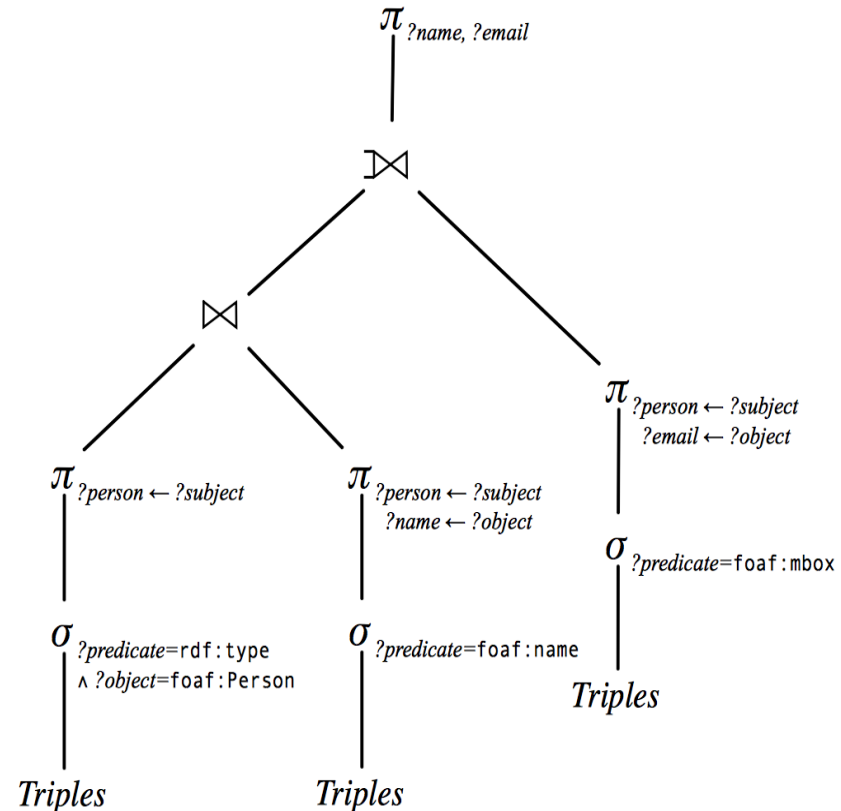 π ?name, ?email
⟕
⋈
π ?person ← ?subject
?email ← ?object
π ?person ← ?subject
π ?person ← ?subject
?name ← ?object
σ ?predicate=foaf:mbox
σ ?predicate=rdf:type
∧ ?object=foaf:Person
σ ?predicate=foaf:name
Triples
Triples
Triples